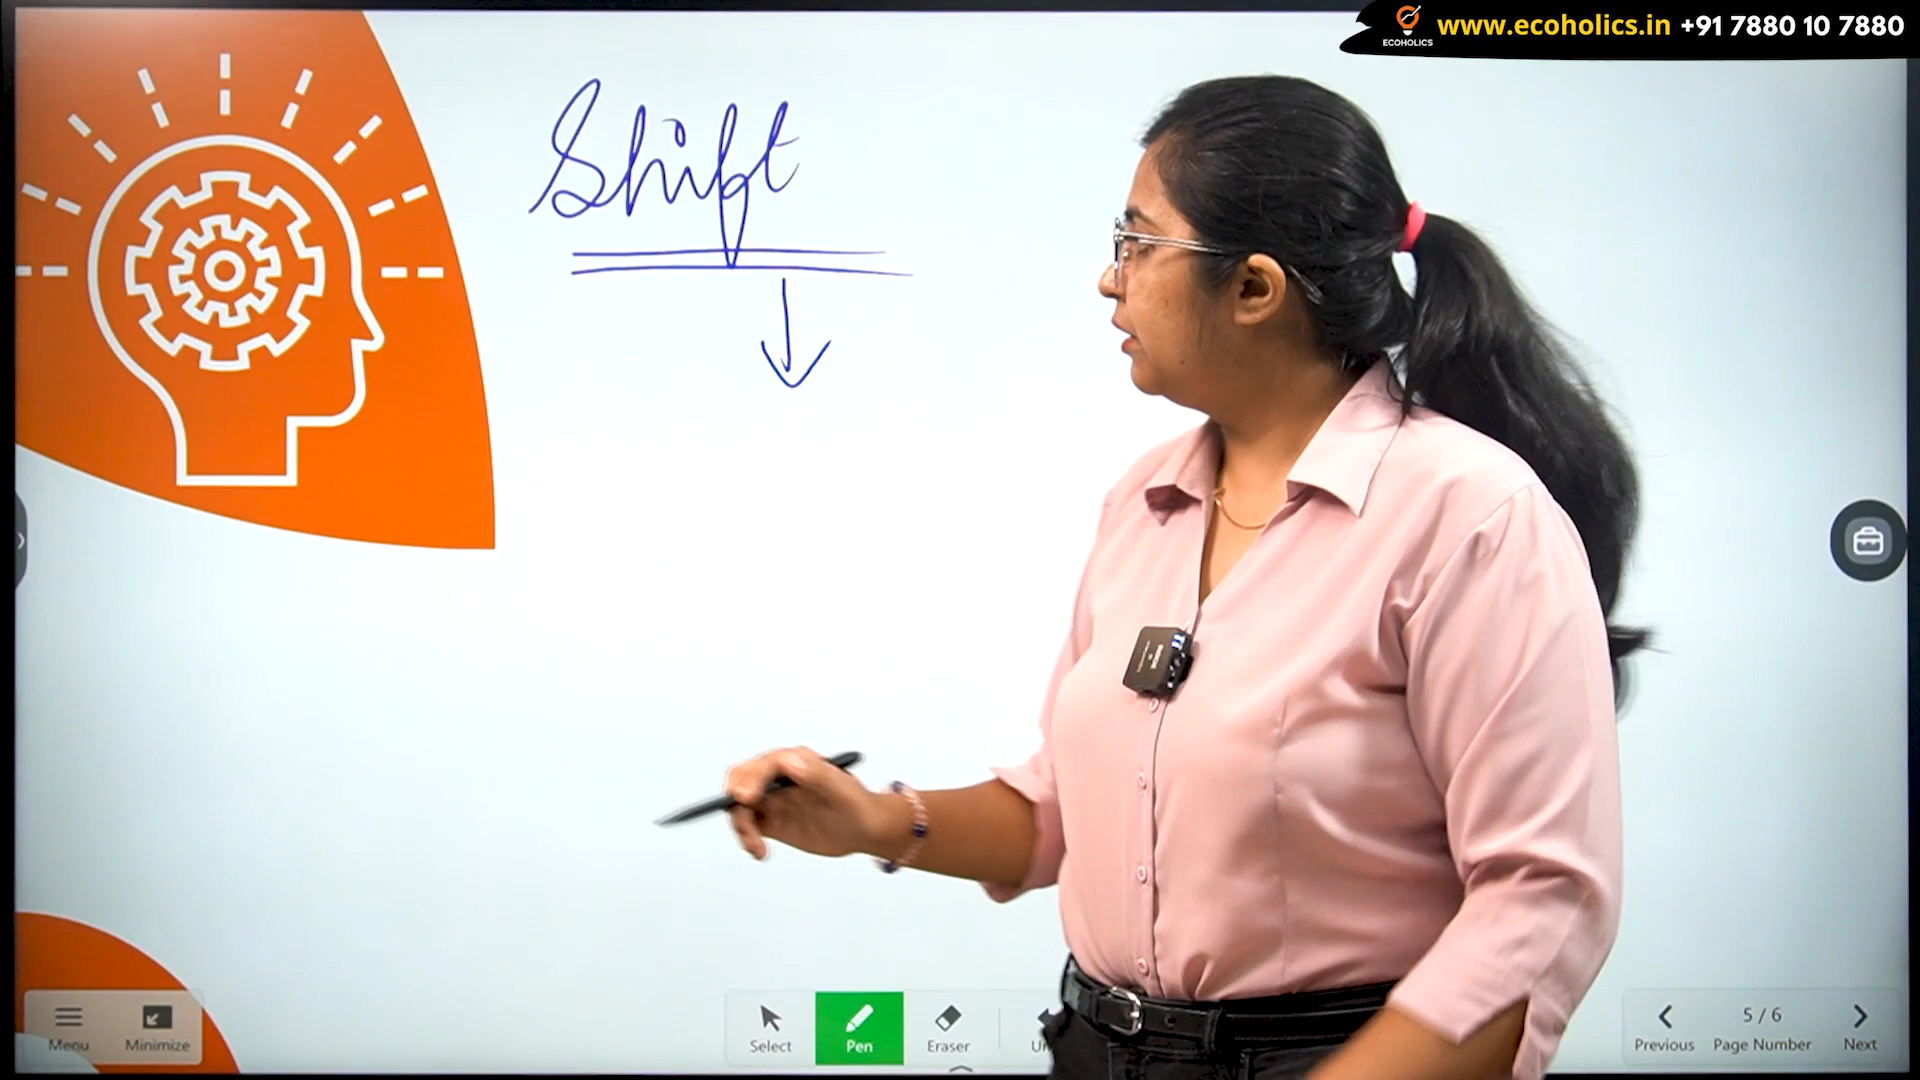 www.ecoholics.in +91 7880 10 7880
ECOHOLICS
Shift
Menu
Minimize
Select
Pen
Eraser
5 / 6
Previous
Page Number
Next